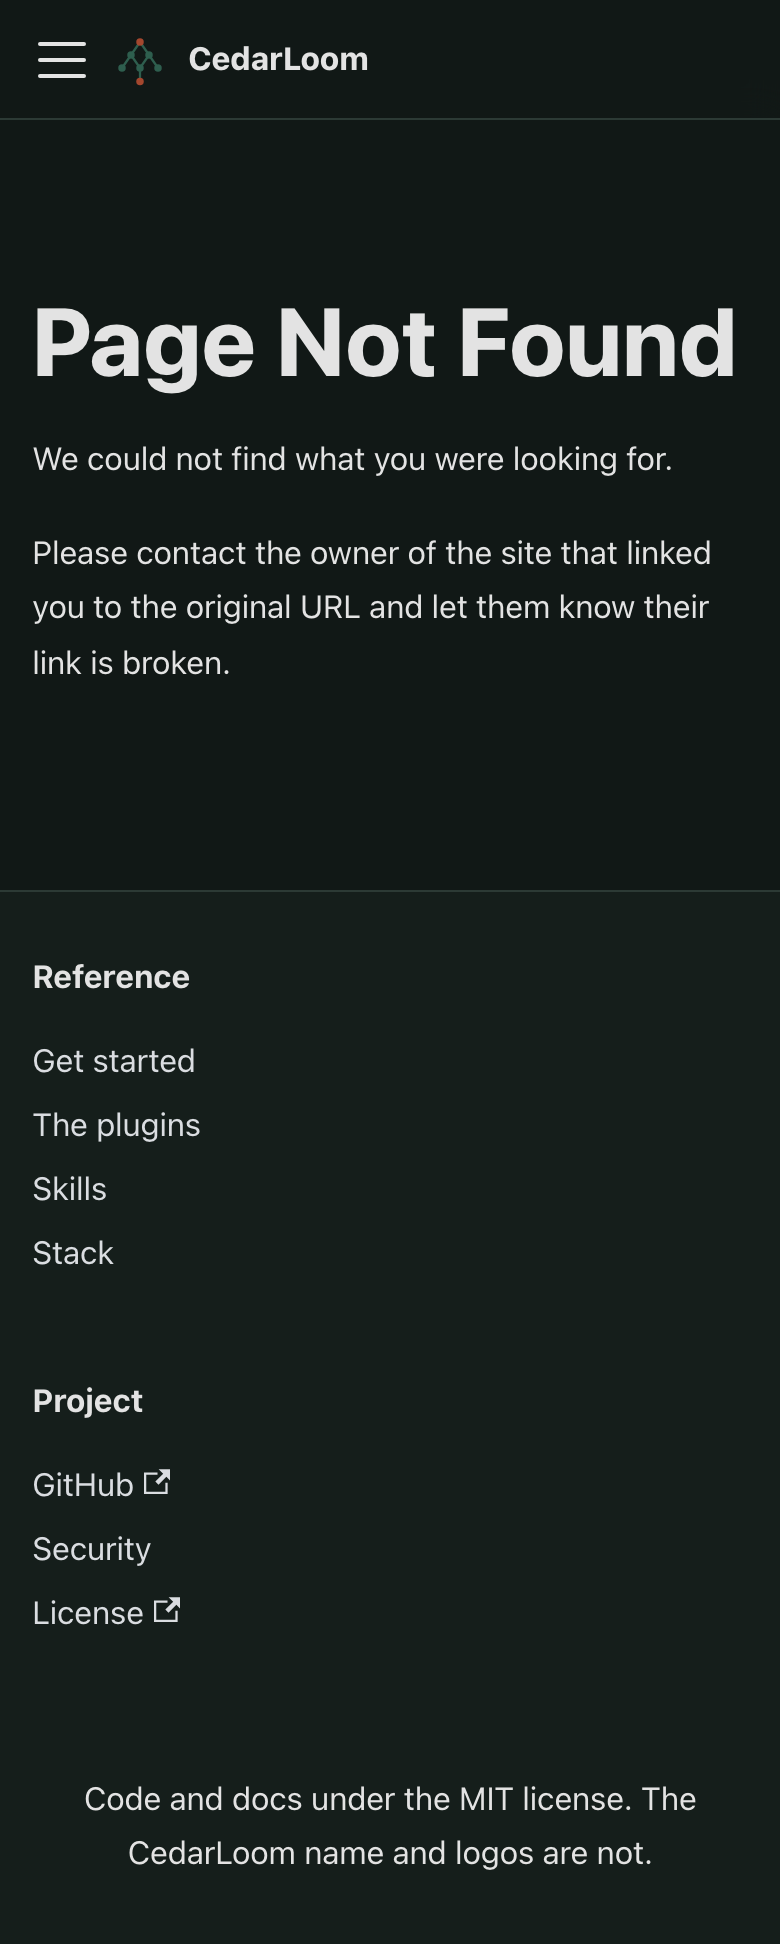 CedarLoom
Page Not Found
We could not find what you were looking for.
Please contact the owner of the site that linked
you to the original URL and let them know their
link is broken.
Reference
Get started
The plugins
Skills
Stack
Project
GitHub
Security
License
Code and docs under the MIT license. The
CedarLoom name and logos are not.